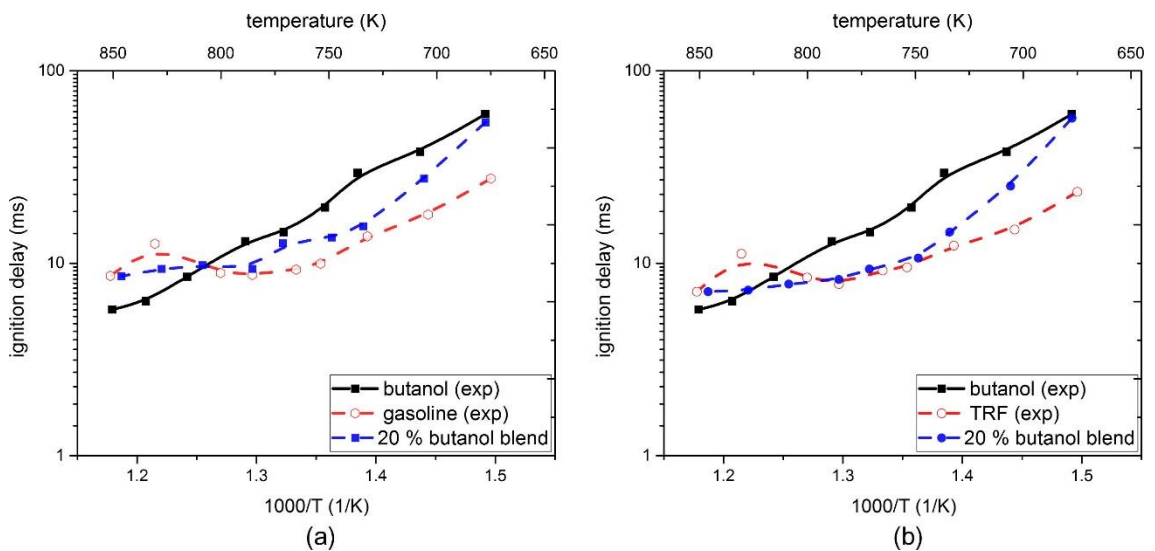 temperature (K)
850 800 750 700 650
100
10
1
ignition delay (ms)
butanol (exp)
gasoline (exp)
20 % butanol blend
1.2 1.3 1.4 1.5
1000/T (1/K)
(a)
temperature (K)
850 800 750 700 650
100
10
1
ignition delay (ms)
butanol (exp)
TRF (exp)
20 % butanol blend
1.2 1.3 1.4 1.5
1000/T (1/K)
(b)